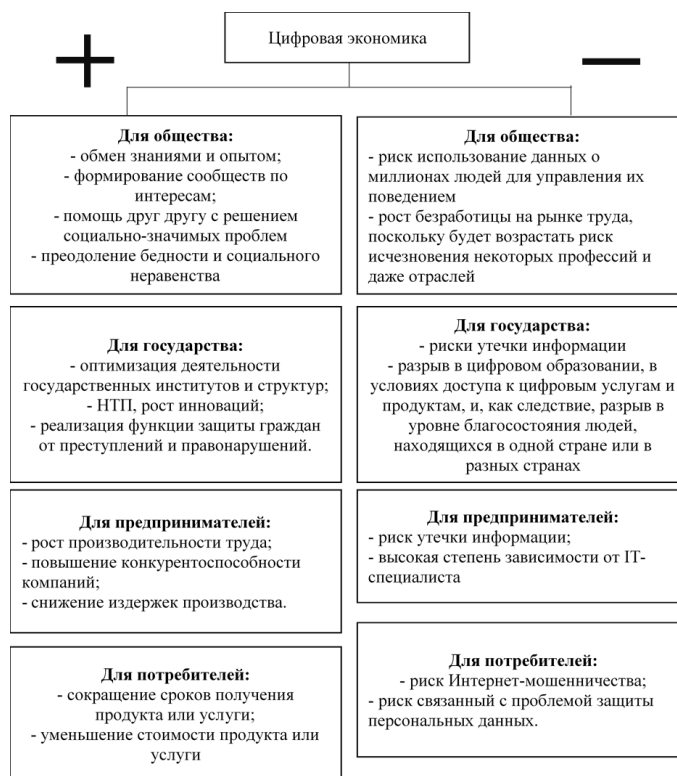 Цифровая экономика
+
−
Для общества:
- обмен знаниями и опытом;
- формирование сообществ по
интересам;
- помощь друг другу с решением
социально-значимых проблем
- преодоление бедности и социального
неравенства
Для общества:
- риск использование данных о
миллионах людей для управления их
поведением
- рост безработицы на рынке труда,
поскольку будет возрастать риск
исчезновения некоторых профессий и
даже отраслей
Для государства:
- оптимизация деятельности
государственных институтов и структур;
- НТП, рост инноваций;
- реализация функции защиты граждан
от преступлений и правонарушений.
Для государства:
- риски утечки информации
- разрыв в цифровом образовании, в
условиях доступа к цифровым услугам и
продуктам, и, как следствие, разрыв в
уровне благосостояния людей,
находящихся в одной стране или в
разных странах
Для предпринимателей:
- рост производительности труда;
- повышение конкурентоспособности
компаний;
- снижение издержек производства.
Для предпринимателей:
- риск утечки информации;
- высокая степень зависимости от IT-
специалиста
Для потребителей:
- сокращение сроков получения
продукта или услуги;
- уменьшение стоимости продукта или
услуги
Для потребителей:
- риск Интернет-мошенничества;
- риск связанный с проблемой защиты
персональных данных.